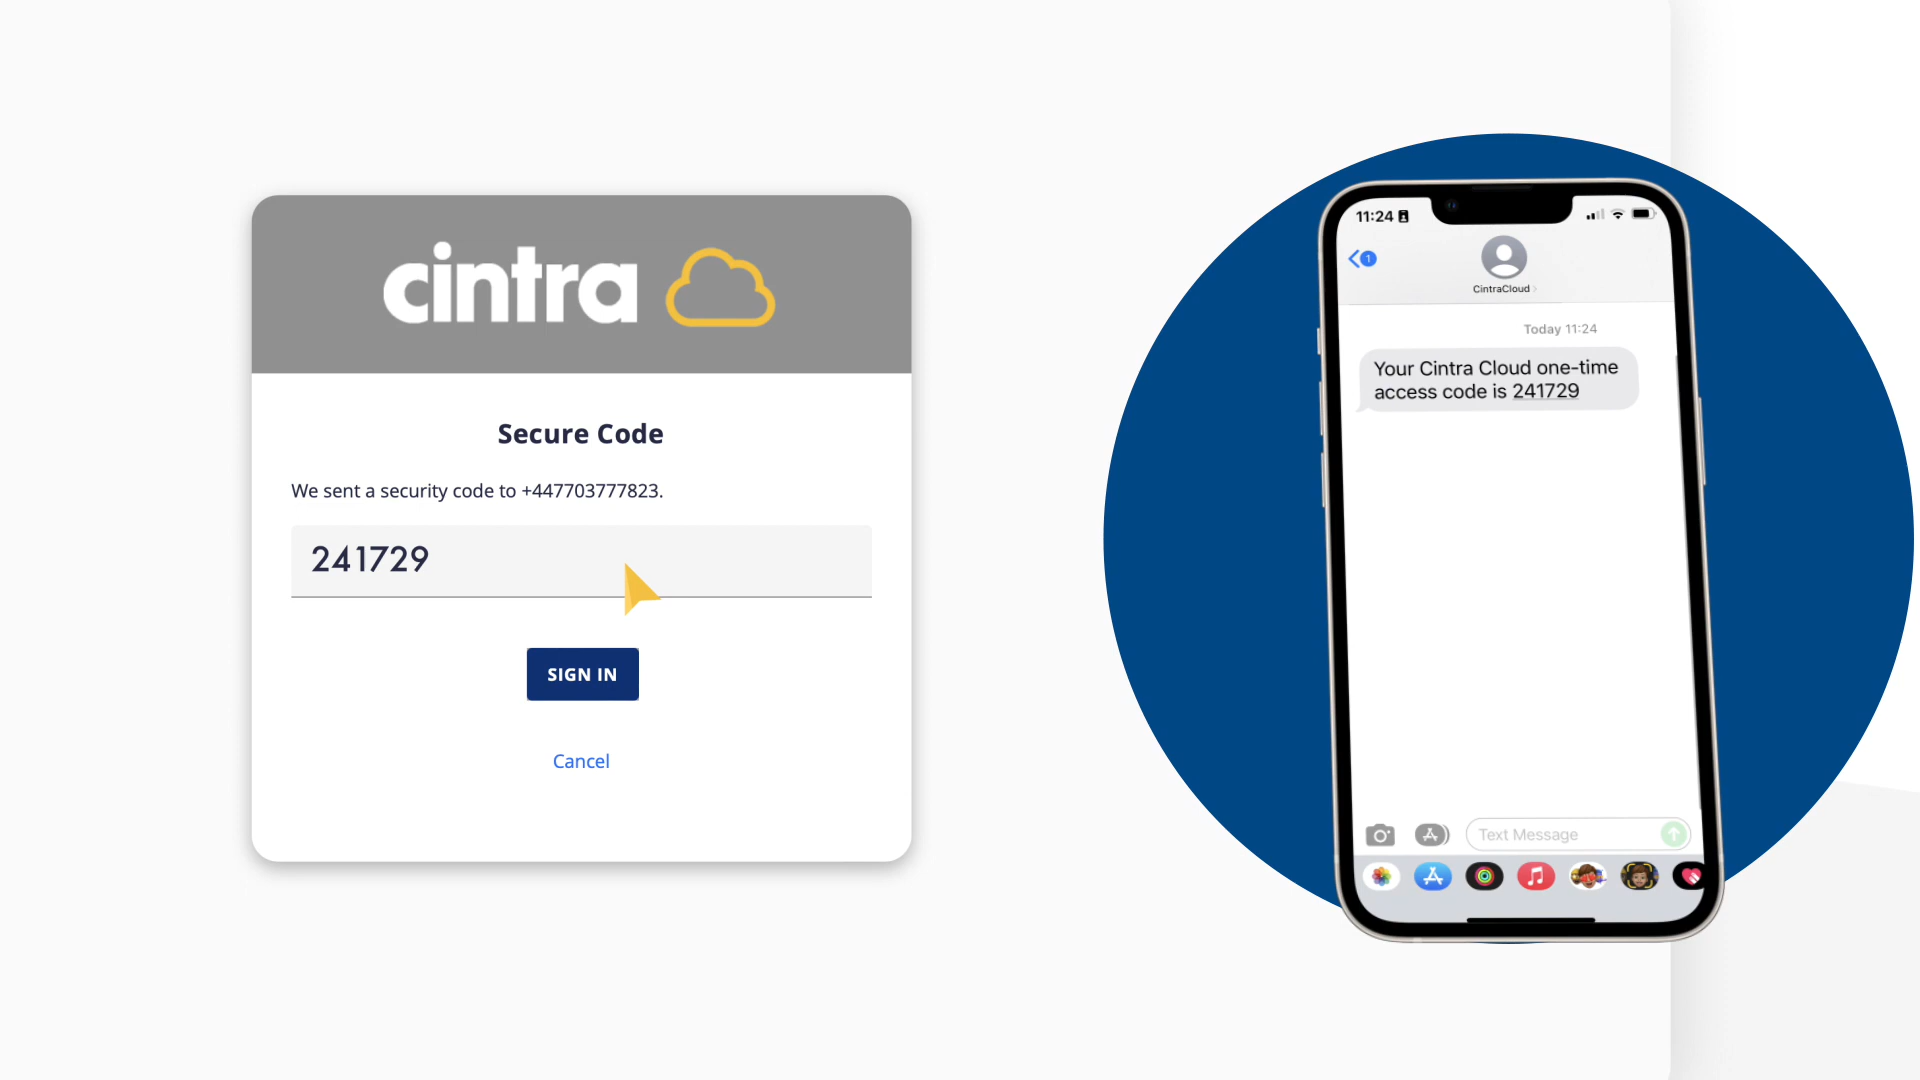 cintra
Secure Code
We sent a security code to +447703777823.
241729
SIGN IN
Cancel
11:24
1
CintraCloud
Today 11:24
Your Cintra Cloud one-time
access code is 241729
Text Message